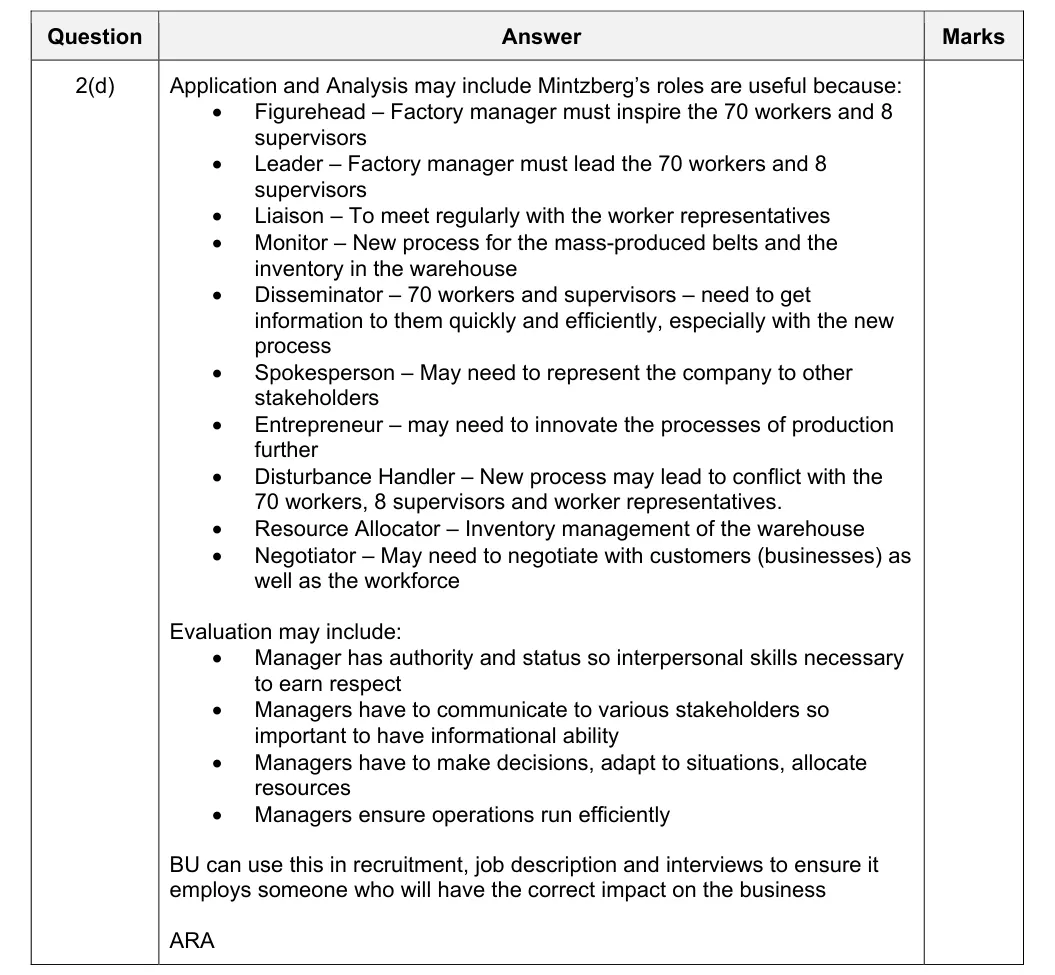 Question Answer Marks
2(d) Application and Analysis may include Mintzberg’s roles are useful because:
• Figurehead – Factory manager must inspire the 70 workers and 8
supervisors
• Leader – Factory manager must lead the 70 workers and 8
supervisors
• Liaison – To meet regularly with the worker representatives
• Monitor – New process for the mass-produced belts and the
inventory in the warehouse
• Disseminator – 70 workers and supervisors – need to get
information to them quickly and efficiently, especially with the new
process
• Spokesperson – May need to represent the company to other
stakeholders
• Entrepreneur – may need to innovate the processes of production
further
• Disturbance Handler – New process may lead to conflict with the
70 workers, 8 supervisors and worker representatives.
• Resource Allocator – Inventory management of the warehouse
• Negotiator – May need to negotiate with customers (businesses) as
well as the workforce
Evaluation may include:
• Manager has authority and status so interpersonal skills necessary
to earn respect
• Managers have to communicate to various stakeholders so
important to have informational ability
• Managers have to make decisions, adapt to situations, allocate
resources
• Managers ensure operations run efficiently
BU can use this in recruitment, job description and interviews to ensure it
employs someone who will have the correct impact on the business
ARA